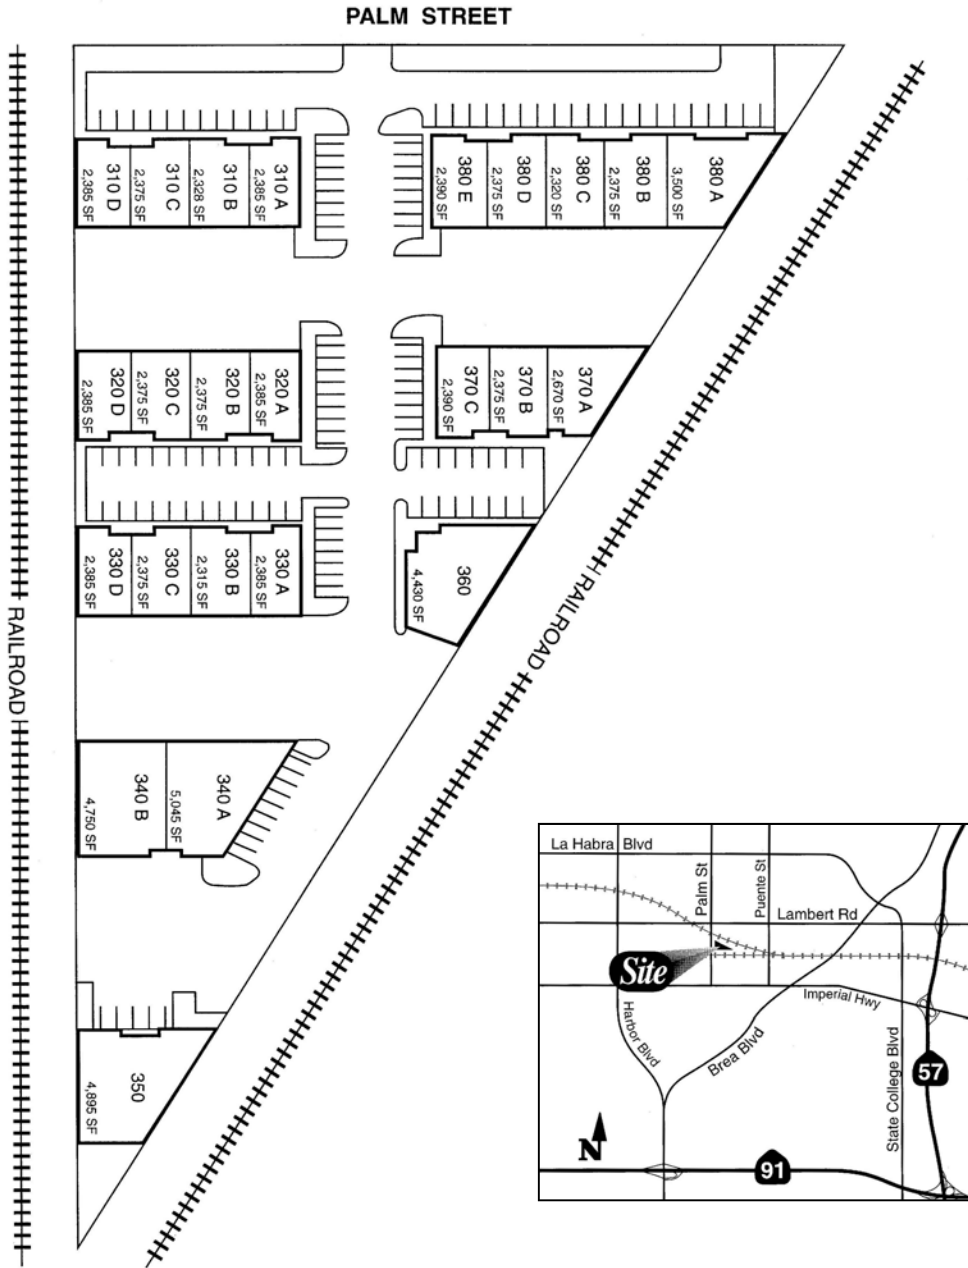 PALM STREET
310 D
2,385 SF
310 C
2,375 SF
310 B
2,328 SF
310 A
2,385 SF
380 E
2,390 SF
380 D
2,375 SF
380 C
2,320 SF
380 B
2,375 SF
380 A
3,500 SF
320 D
2,385 SF
320 C
2,375 SF
320 B
2,375 SF
320 A
2,385 SF
370 C
2,390 SF
370 B
2,375 SF
370 A
2,670 SF
330 D
2,385 SF
330 C
2,375 SF
330 B
2,315 SF
330 A
2,385 SF
360
4,430 SF
RAILROAD
RAILROAD
340 B
4,750 SF
340 A
5,045 SF
350
4,895 SF
La Habra Blvd
Palm St
Puente St
Lambert Rd
Site
Imperial Hwy
Harbor Blvd
Brea Blvd
State College Blvd
57
N
91